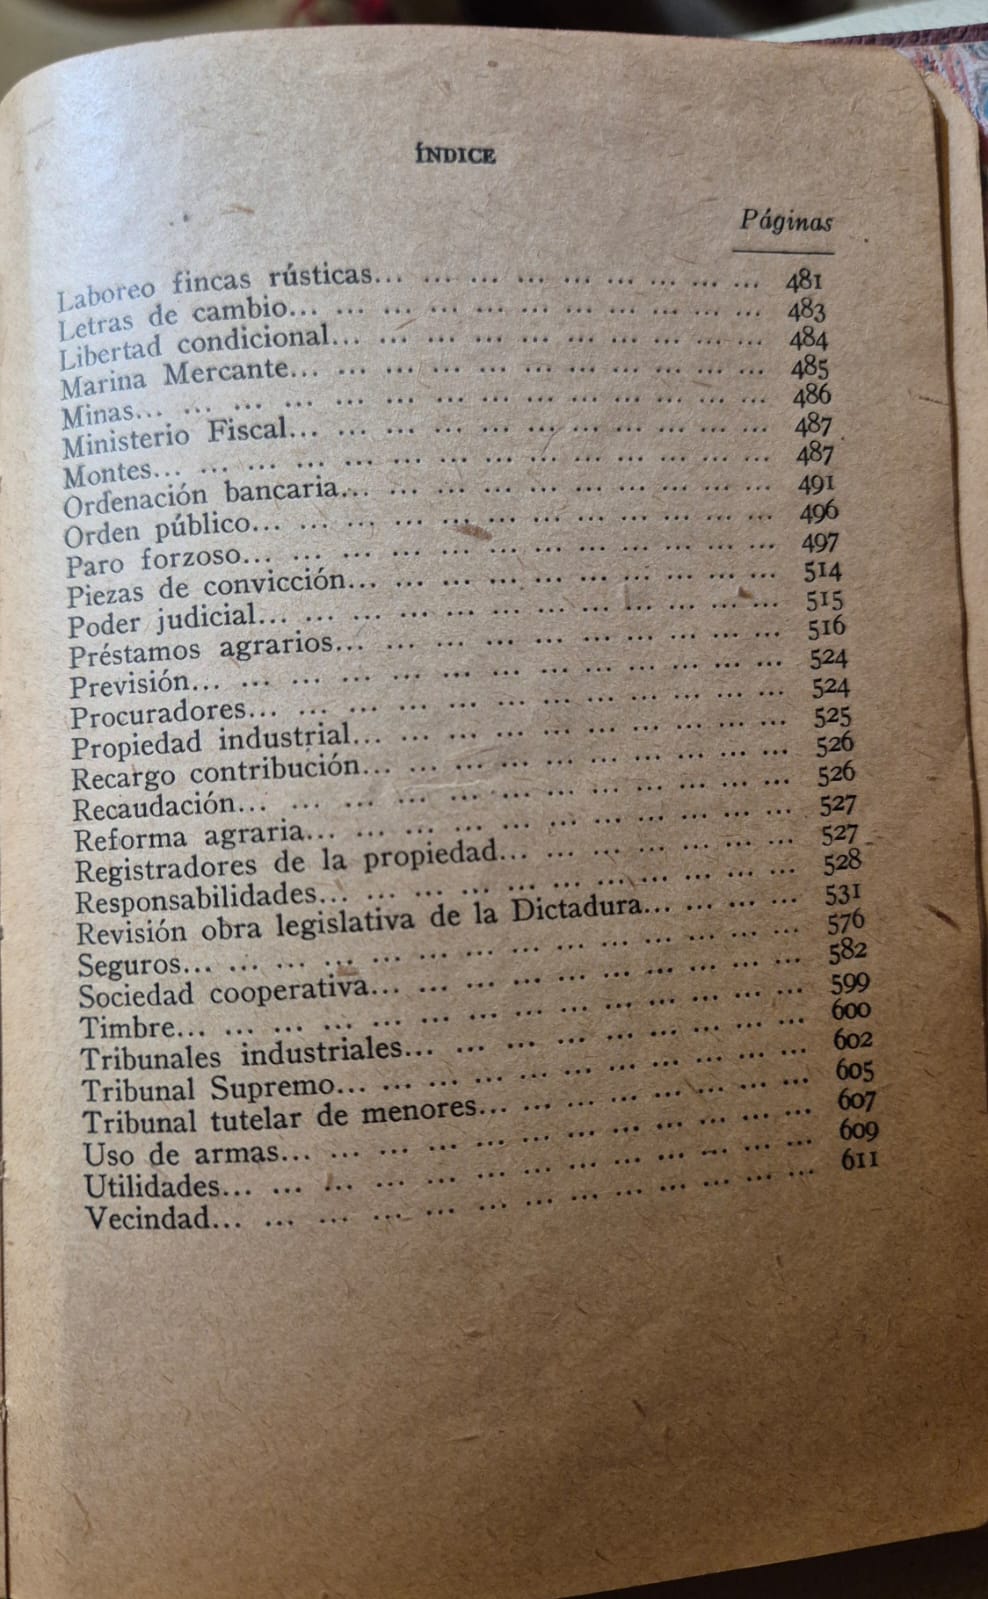 ÍNDICE
Páginas
Laboreo fincas rústicas... ... ... ... ... ... ... ... ... 481
Letras de cambio... ... ... ... ... ... ... ... ... ... ... 483
Libertad condicional... ... ... ... ... ... ... ... ... ... 484
Marina Mercante... ... ... ... ... ... ... ... ... ... ... 485
Minas... ... ... ... ... ... ... ... ... ... ... ... ... ... 486
Ministerio Fiscal... ... ... ... ... ... ... ... ... ... ... 487
Montes... ... ... ... ... ... ... ... ... ... ... ... ... ... 487
Ordenación bancaria... ... ... ... ... ... ... ... ... ... 491
Orden público... ... ... ... ... ... ... ... ... ... ... ... 496
Paro forzoso... ... ... ... ... ... ... ... ... ... ... ... 497
Piezas de convicción... ... ... ... ... ... ... ... ... ... 514
Poder judicial... ... ... ... ... ... ... ... ... ... ... ... 515
Préstamos agrarios... ... ... ... ... ... ... ... ... ... 516
Previsión... ... ... ... ... ... ... ... ... ... ... ... ... 524
Procuradores... ... ... ... ... ... ... ... ... ... ... ... 524
Propiedad industrial... ... ... ... ... ... ... ... ... ... 525
Recargo contribución... ... ... ... ... ... ... ... ... ... 526
Recaudación... ... ... ... ... ... ... ... ... ... ... ... 526
Reforma agraria... ... ... ... ... ... ... ... ... ... ... 527
Registradores de la propiedad... ... ... ... ... ... ... 527
Responsabilidades... ... ... ... ... ... ... ... ... ... ... 528
Revisión obra legislativa de la Dictadura... ... ... ... 531
Seguros... ... ... ... ... ... ... ... ... ... ... ... ... ... 576
Sociedad cooperativa... ... ... ... ... ... ... ... ... ... 582
Timbre... ... ... ... ... ... ... ... ... ... ... ... ... ... 599
Tribunales industriales... ... ... ... ... ... ... ... ... 600
Tribunal Supremo... ... ... ... ... ... ... ... ... ... ... 602
Tribunal tutelar de menores... ... ... ... ... ... ... ... 605
Uso de armas... ... ... ... ... ... ... ... ... ... ... ... 607
Utilidades... ... ... ... ... ... ... ... ... ... ... ... ... 609
Vecindad... ... ... ... ... ... ... ... ... ... ... ... ... 611